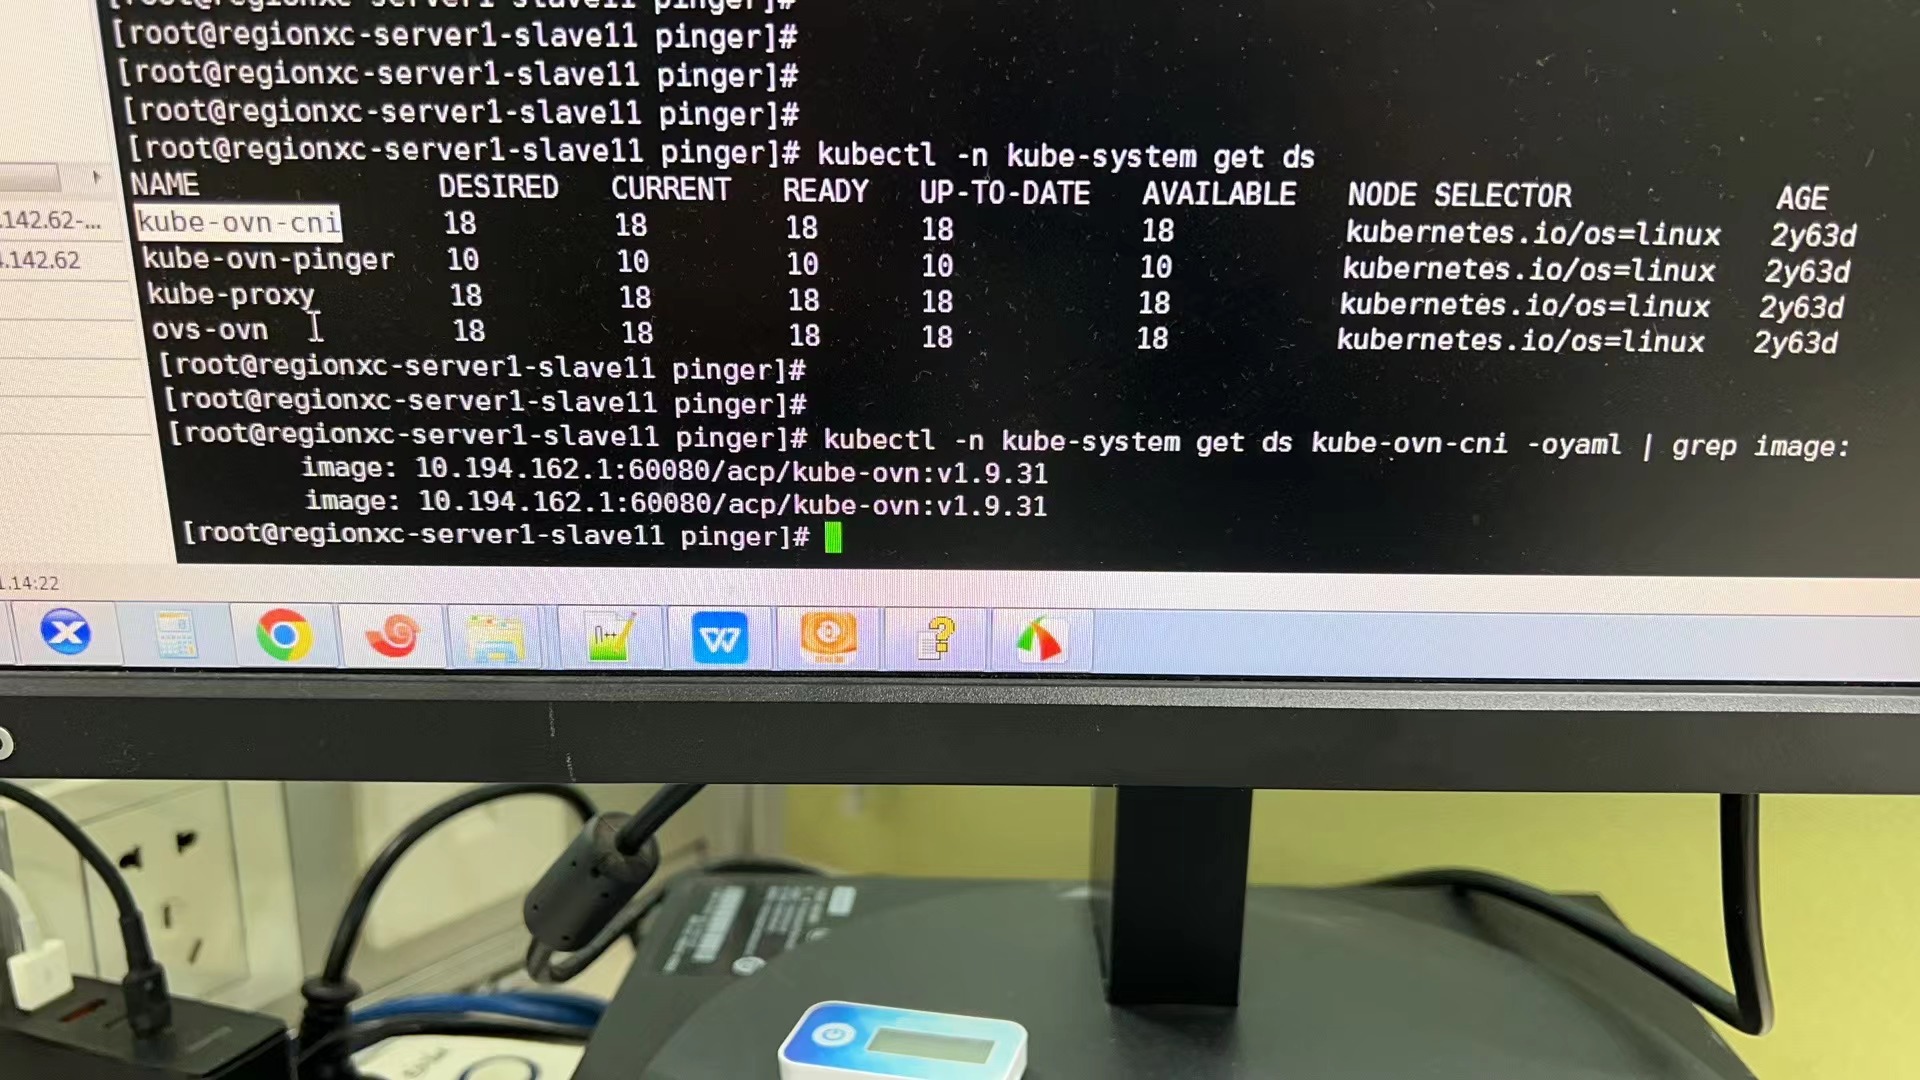 [root@regionxc-server1-slave11 pinger]#
[root@regionxc-server1-slave11 pinger]#
[root@regionxc-server1-slave11 pinger]#
[root@regionxc-server1-slave11 pinger]#
[root@regionxc-server1-slave11 pinger]# kubectl -n kube-system get ds
NAME DESIRED CURRENT READY UP-TO-DATE AVAILABLE NODE SELECTOR AGE
kube-ovn-cni 18 18 18 18 18 kubernetes.io/os=linux 2y63d
kube-ovn-pinger 10 10 10 10 10 kubernetes.io/os=linux 2y63d
kube-proxy 18 18 18 18 18 kubernetes.io/os=linux 2y63d
ovs-ovn 18 18 18 18 18 kubernetes.io/os=linux 2y63d
[root@regionxc-server1-slave11 pinger]#
[root@regionxc-server1-slave11 pinger]#
[root@regionxc-server1-slave11 pinger]# kubectl -n kube-system get ds kube-ovn-cni -oyaml | grep image:
image: 10.194.162.1:60080/acp/kube-ovn:v1.9.31
image: 10.194.162.1:60080/acp/kube-ovn:v1.9.31
[root@regionxc-server1-slave11 pinger]#
.142.62-...
.142.62
.14:22